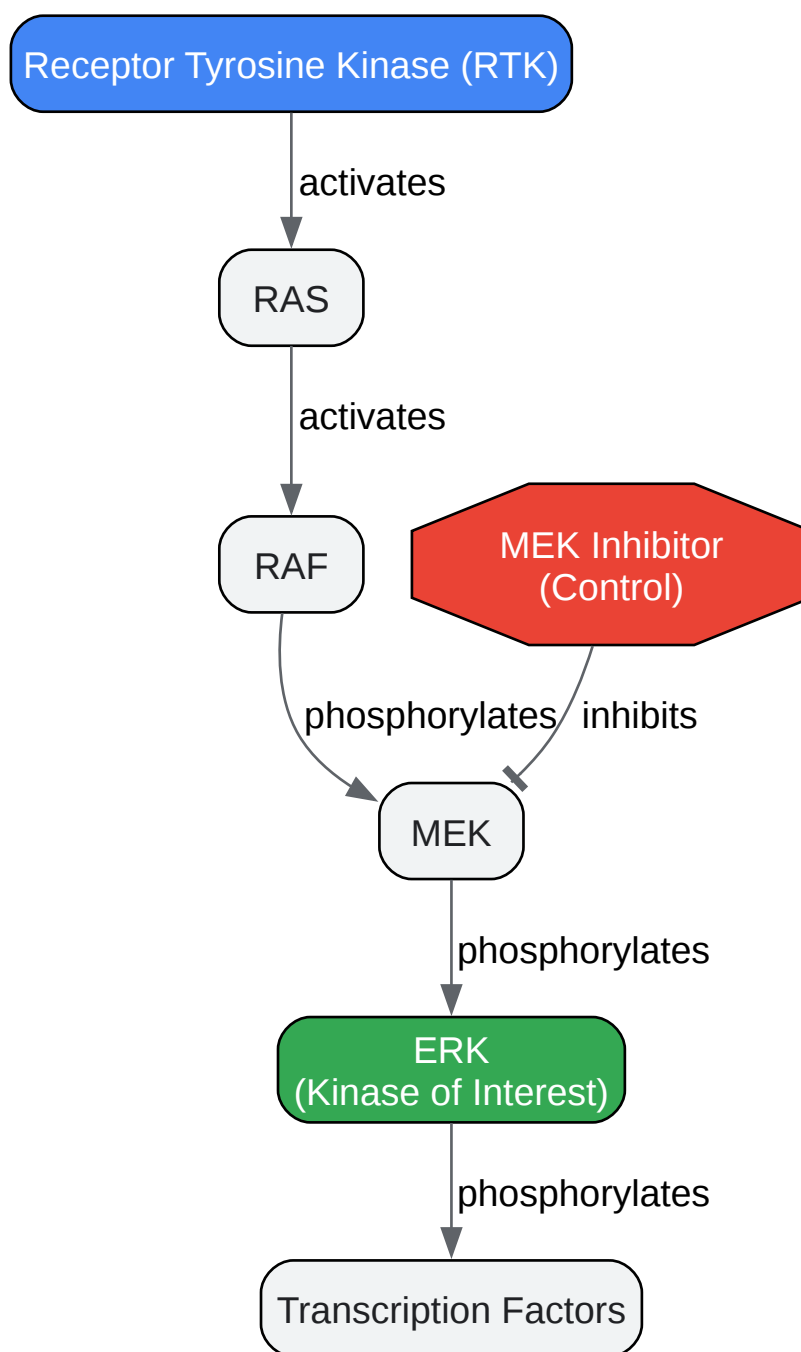 Receptor Tyrosine Kinase (RTK)
activates
RAS
activates
RAF
MEK Inhibitor
(Control)
phosphorylates
inhibits
MEK
phosphorylates
ERK
(Kinase of Interest)
phosphorylates
Transcription Factors